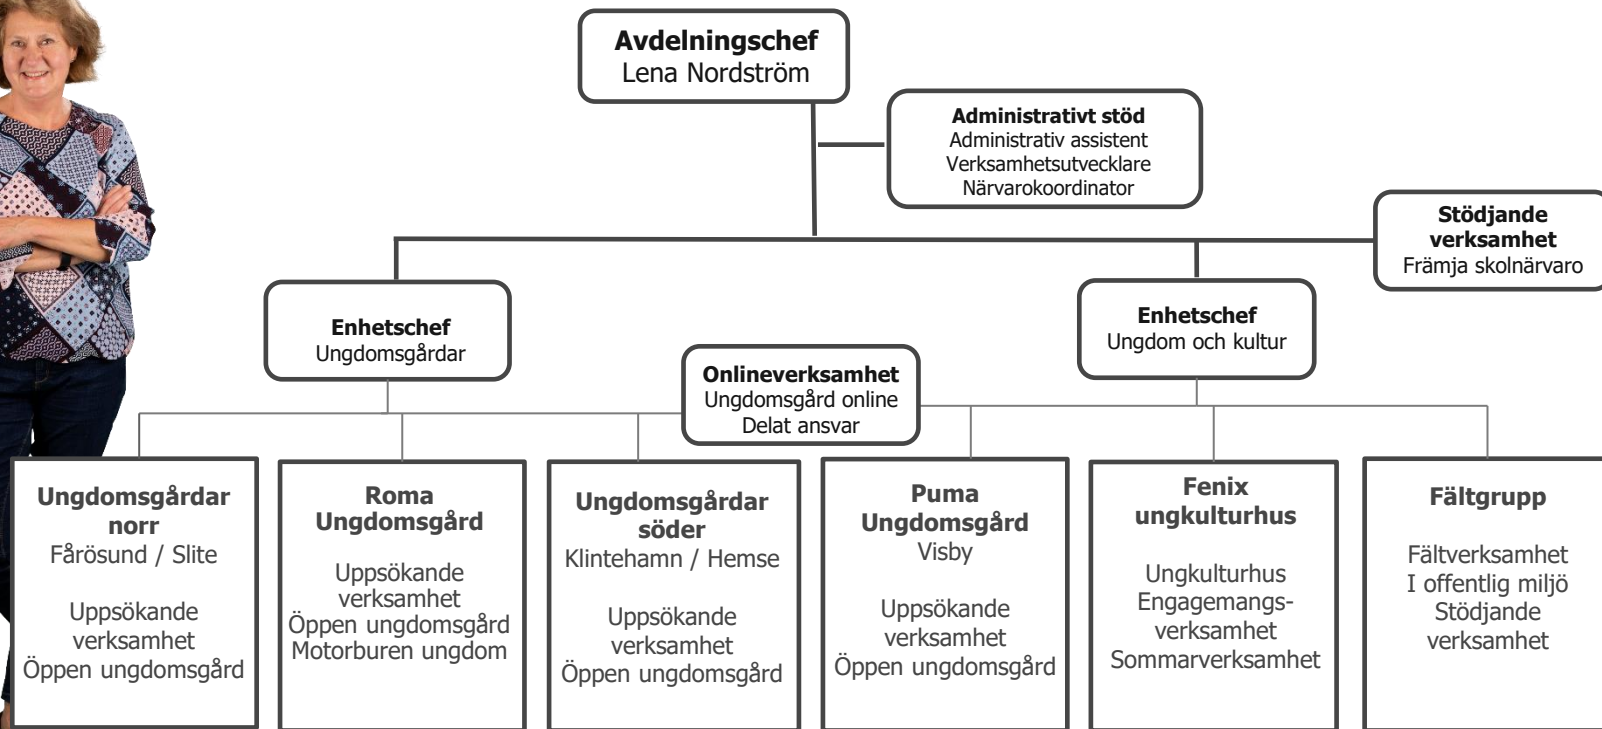 Avdelningschef
Lena Nordström
Administrativt stöd
Administrativ assistent
Verksamhetsutvecklare
Närvarokoordinator
Stödjande
verksamhet
Främja skolnärvaro
Enhetschef
Ungdomsgårdar
Enhetschef
Ungdom och kultur
Onlineverksamhet
Ungdomsgård online
Delat ansvar
Ungdomsgårdar
norr
Fårösund / Slite
Uppsökande
verksamhet
Öppen ungdomsgård
Roma
Ungdomsgård
Uppsökande
verksamhet
Öppen ungdomsgård
Motorburen ungdom
Ungdomsgårdar
söder
Klintehamn / Hemse
Uppsökande
verksamhet
Öppen ungdomsgård
Puma
Ungdomsgård
Visby
Uppsökande
verksamhet
Öppen ungdomsgård
Fenix
ungkulturhus
Ungkulturhus
Engagemangs-
verksamhet
Sommarverksamhet
Fältgrupp
Fältverksamhet
I offentlig miljö
Stödjande
verksamhet